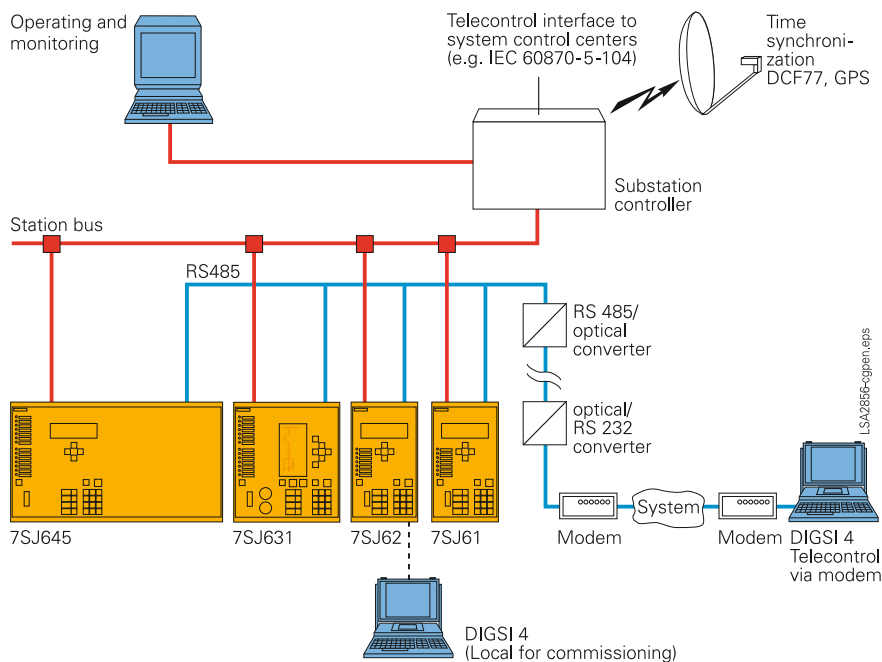 Operating and
monitoring
Telecontrol interface to
system control centers
(e.g. IEC 60870-5-104)
Time
synchroni-
zation
DCF77, GPS
Substation
controller
Station bus
RS485
RS 485/
optical
converter
optical/
RS 232
converter
LSA2856-cgpen.eps
7SJ645
7SJ631
7SJ62
7SJ61
Modem
System
Modem
DIGSI 4
Telecontrol
via modem
DIGSI 4
(Local for commissioning)